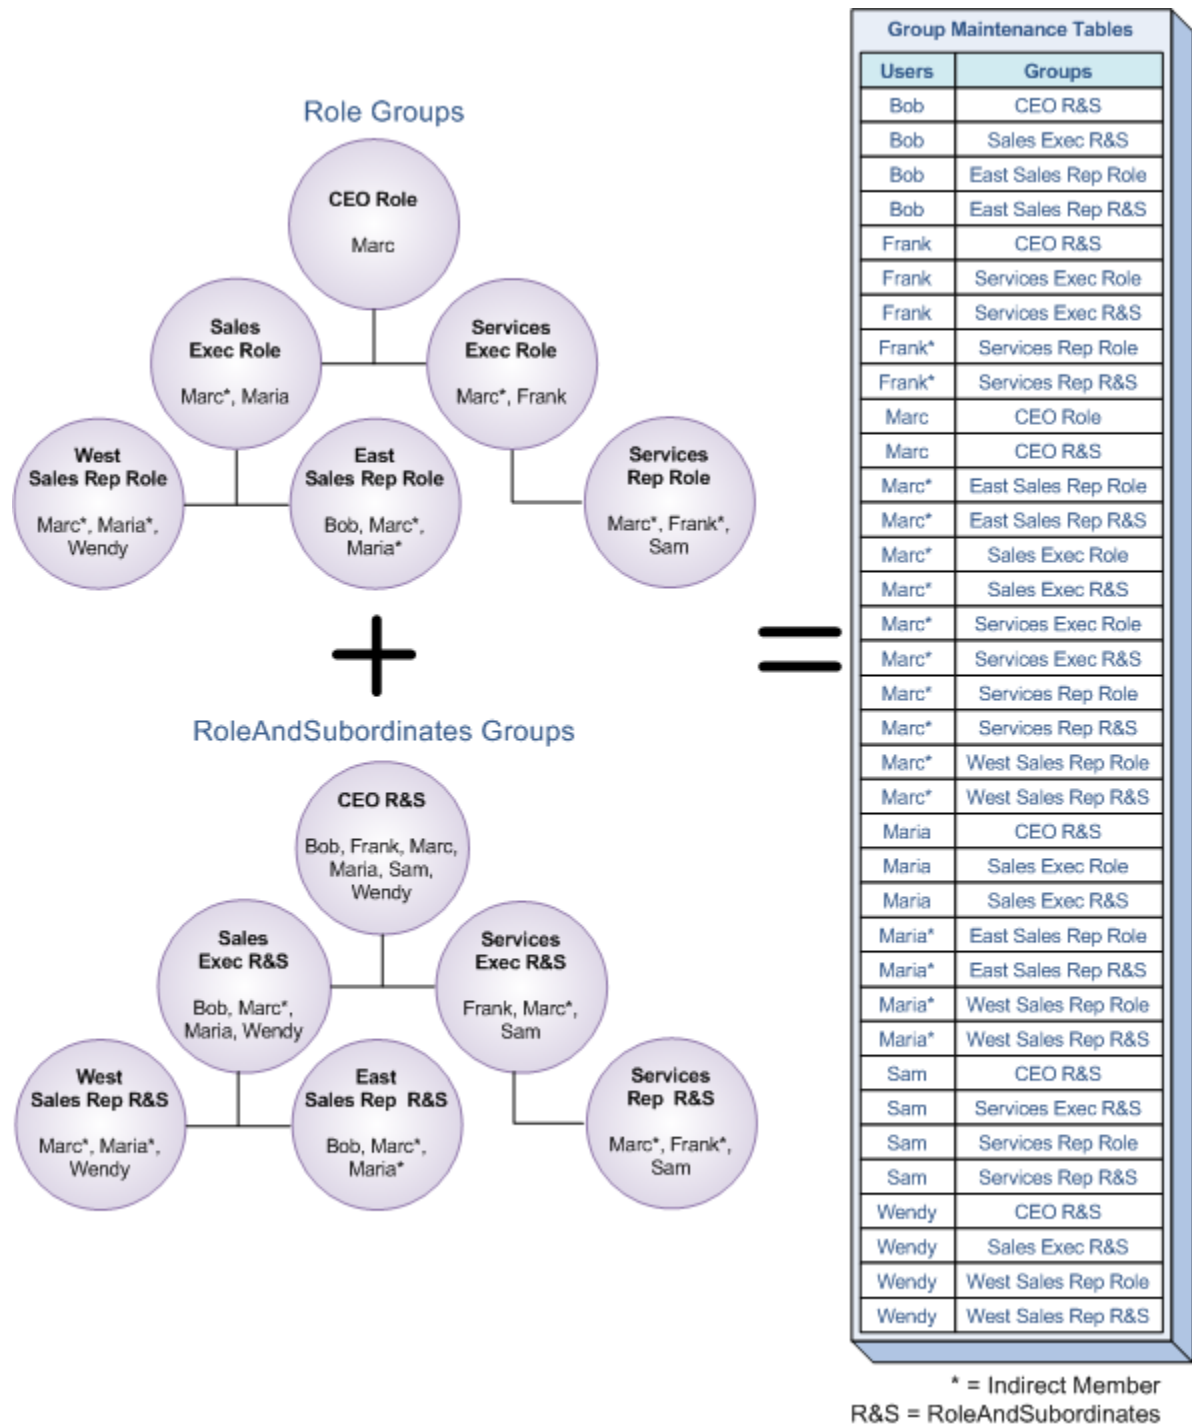 Role Groups
CEO Role
Marc
Sales
Exec Role
Marc*, Maria
Services
Exec Role
Marc*, Frank
West
Sales Rep Role
Marc*, Maria*,
Wendy
East
Sales Rep Role
Bob, Marc*,
Maria*
Services
Rep Role
Marc*, Frank*,
Sam
+
RoleAndSubordinates Groups
CEO R&S
Bob, Frank, Marc,
Maria, Sam,
Wendy
Sales
Exec R&S
Bob, Marc*,
Maria, Wendy
Services
Exec R&S
Frank, Marc*,
Sam
West
Sales Rep R&S
Marc*, Maria*,
Wendy
East
Sales Rep R&S
Bob, Marc*,
Maria*
Services
Rep R&S
Marc*, Frank*,
Sam
=
Group Maintenance Tables
Users Groups
Bob CEO R&S
Bob Sales Exec R&S
Bob East Sales Rep Role
Bob East Sales Rep R&S
Frank CEO R&S
Frank Services Exec Role
Frank Services Exec R&S
Frank* Services Rep Role
Frank* Services Rep R&S
Marc CEO Role
Marc CEO R&S
Marc* East Sales Rep Role
Marc* East Sales Rep R&S
Marc* Sales Exec Role
Marc* Sales Exec R&S
Marc* Services Exec Role
Marc* Services Exec R&S
Marc* Services Rep Role
Marc* Services Rep R&S
Marc* West Sales Rep Role
Marc* West Sales Rep R&S
Maria CEO R&S
Maria Sales Exec Role
Maria Sales Exec R&S
Maria* East Sales Rep Role
Maria* East Sales Rep R&S
Maria* West Sales Rep Role
Maria* West Sales Rep R&S
Sam CEO R&S
Sam Services Exec R&S
Sam Services Rep Role
Sam Services Rep R&S
Wendy CEO R&S
Wendy Sales Exec R&S
Wendy West Sales Rep Role
Wendy West Sales Rep R&S
* = Indirect Member
R&S = RoleAndSubordinates